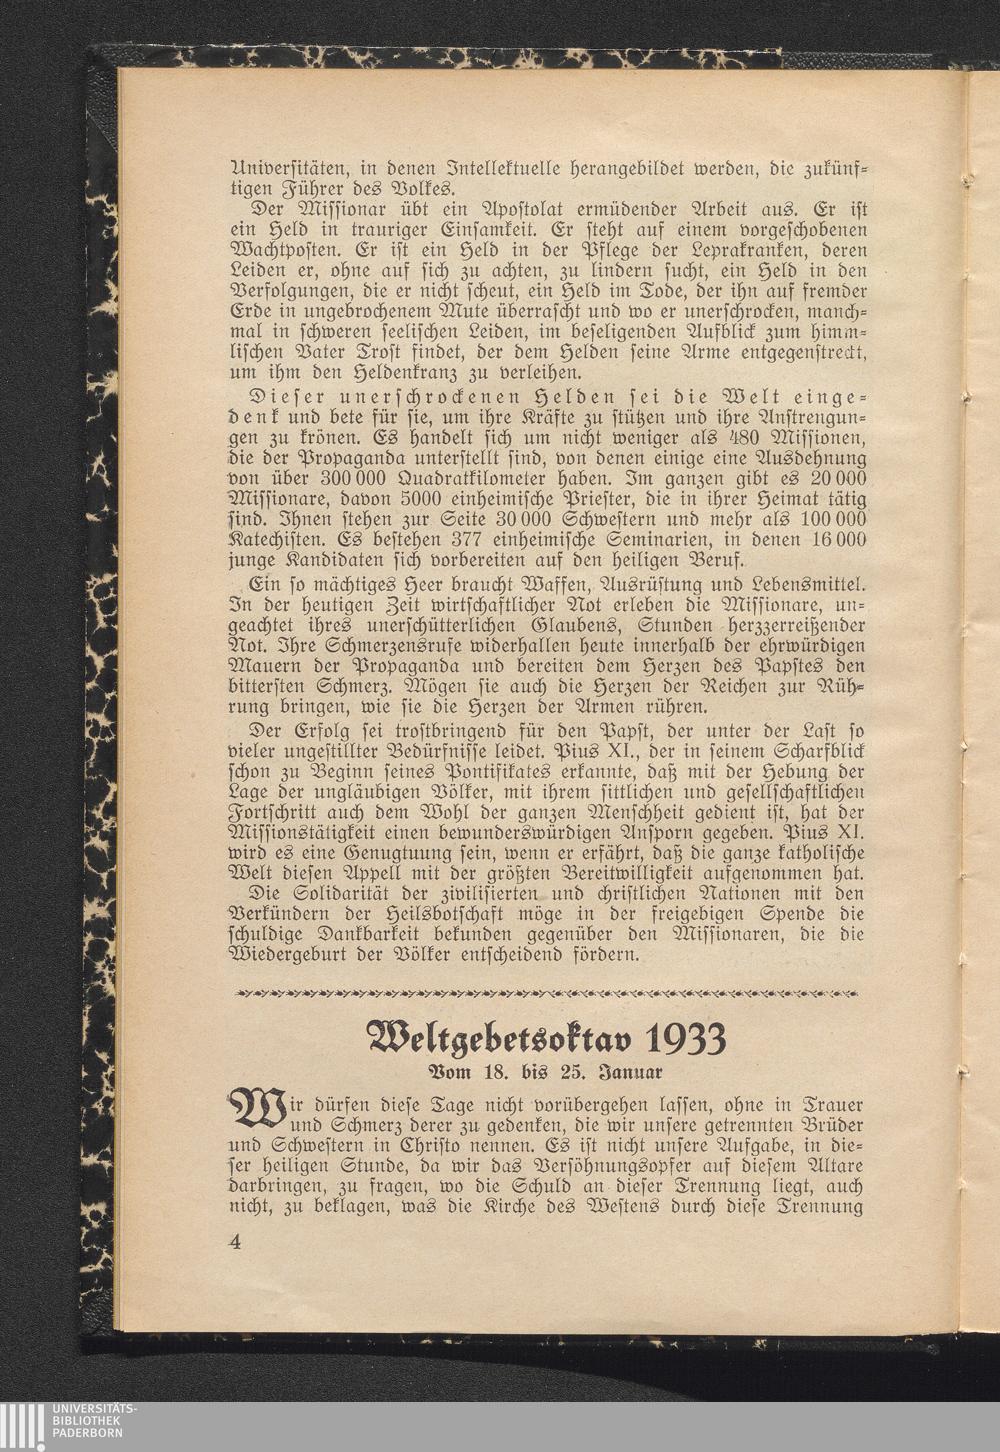 Universitäten, in denen Intellektuelle herangebildet werden, die zukünf-
tigen Führer des Volkes.
Der Missionar übt ein Apostolat ermüdender Arbeit aus. Er ist
ein Held in trauriger Einsamkeit. Er steht auf einem vorgeschobenen
Wachtposten. Er ist ein Held in der Pflege der Leprakranken, deren
Leiden er, ohne auf sich zu achten, zu lindern sucht, ein Held in den
Verfolgungen, die er nicht scheut, ein Held im Tode, der ihn auf fremder
Erde in ungebrochenem Mute überrascht und wo er unerschrocken, manch-
mal in schweren seelischen Leiden, im beseligenden Aufblick zum himm-
lischen Vater Trost findet, der dem Helden seine Arme entgegenstreckt,
um ihm den Heldenkranz zu verleihen.
Dieser unerschrockenen Helden sei die Welt einge-
denk und bete für sie, um ihre Kräfte zu stützen und ihre Anstrengun-
gen zu krönen. Es handelt sich um nicht weniger als 480 Missionen,
die der Propaganda unterstellt sind, von denen einige eine Ausdehnung
von über 300 000 Quadratkilometer haben. Im ganzen gibt es 20 000
Missionare, davon 5000 einheimische Priester, die in ihrer Heimat tätig
sind. Ihnen stehen zur Seite 30 000 Schwestern und mehr als 100 000
Katechisten. Es bestehen 377 einheimische Seminarien, in denen 16 000
junge Kandidaten sich vorbereiten auf den heiligen Beruf.
Ein so mächtiges Heer braucht Waffen, Ausrüstung und Lebensmittel.
In der heutigen Zeit wirtschaftlicher Not erleben die Missionare, un-
geachtet ihres unerschütterlichen Glaubens, Stunden herzzerreißender
Not. Ihre Schmerzensrufe widerhallen heute innerhalb der ehrwürdigen
Mauern der Propaganda und bereiten dem Herzen des Papstes den
bittersten Schmerz. Mögen sie auch die Herzen der Reichen zur Rüh-
rung bringen, wie sie die Herzen der Armen rühren.
Der Erfolg sei trostbringend für den Papst, der unter der Last so
vieler ungestillter Bedürfnisse leidet. Pius XI., der in seinem Scharfblick
schon zu Beginn seines Pontifikates erkannte, daß mit der Hebung der
Lage der ungläubigen Völker, mit ihrem sittlichen und gesellschaftlichen
Fortschritt auch dem Wohl der ganzen Menschheit gedient ist, hat der
Missionstätigkeit einen bewunderswürdigen Ansporn gegeben. Pius XI.
wird es eine Genugtuung sein, wenn er erfährt, daß die ganze katholische
Welt diesen Appell mit der größten Bereitwilligkeit aufgenommen hat.
Die Solidarität der zivilisierten und christlichen Nationen mit den
Verkündern der Heilsbotschaft möge in der freigebigen Spende die
schuldige Dankbarkeit bekunden gegenüber den Missionaren, die die
Wiedergeburt der Völker entscheidend fördern.
Weltgebetsoktav 1933
Vom 18. bis 25. Januar
Wir dürfen diese Tage nicht vorübergehen lassen, ohne in Trauer
und Schmerz derer zu gedenken, die wir unsere getrennten Brüder
und Schwestern in Christo nennen. Es ist nicht unsere Aufgabe, in die-
ser heiligen Stunde, da wir das Versöhnungsopfer auf diesem Altare
darbringen, zu fragen, wo die Schuld an dieser Trennung liegt, auch
nicht, zu beklagen, was die Kirche des Westens durch diese Trennung
4
UNIVERSITÄTS-
BIBLIOTHEK
PADERBORN